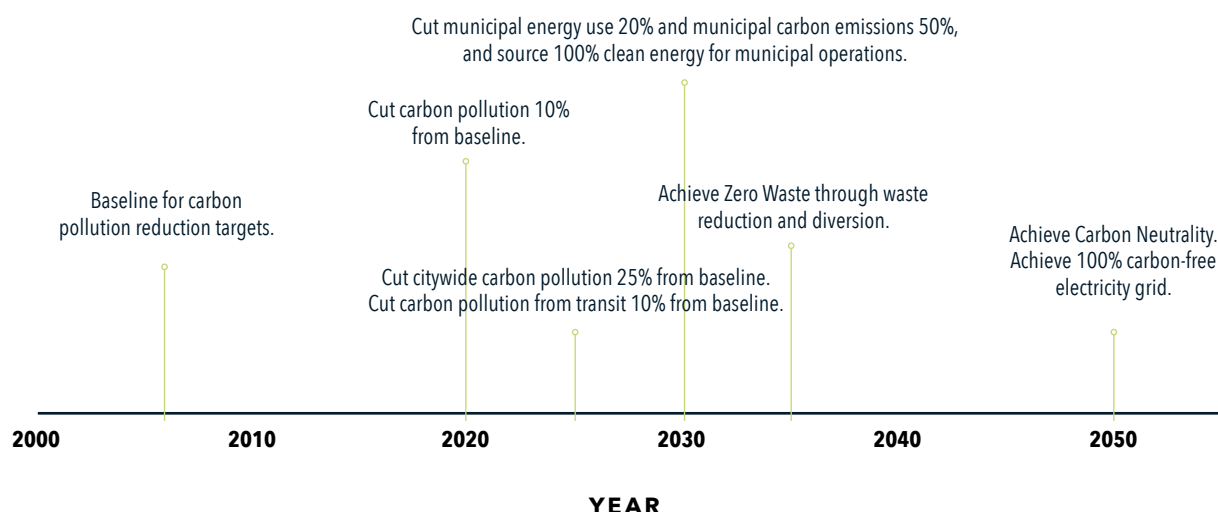 Cut municipal energy use 20% and municipal carbon emissions 50%,
and source 100% clean energy for municipal operations.
Cut carbon pollution 10%
from baseline.
Baseline for carbon
pollution reduction targets.
Achieve Zero Waste through waste
reduction and diversion.
Achieve Carbon Neutrality.
Achieve 100% carbon-free
electricity grid.
Cut citywide carbon pollution 25% from baseline.
Cut carbon pollution from transit 10% from baseline.
2000 2010 2020 2030 2040 2050
YEAR